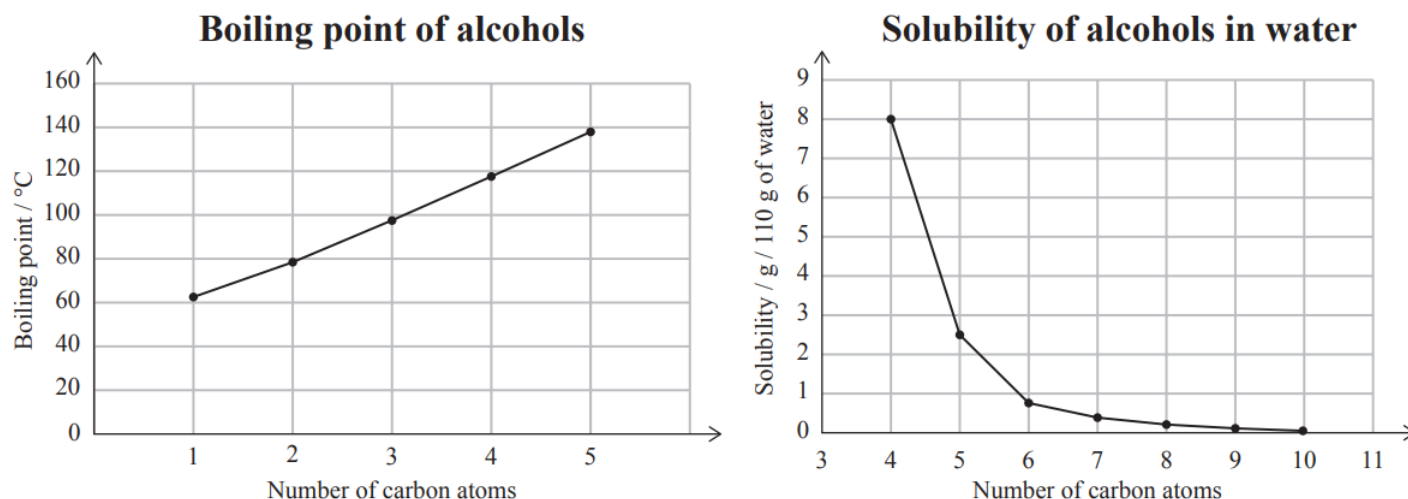 Boiling point of alcohols
Boiling point / °C
160
140
120
100
80
60
40
20
0
1 2 3 4 5
Number of carbon atoms
Solubility of alcohols in water
Solubility / g / 110 g of water
9
8
7
6
5
4
3
2
1
0
3 4 5 6 7 8 9 10 11
Number of carbon atoms